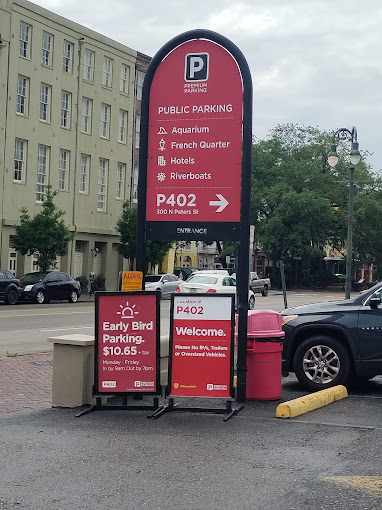 P
PREMIUM
PARKING
PUBLIC PARKING
Aquarium
French Quarter
Hotels
Riverboats
P402
300 N Peters St
ENTRANCE
Early Bird
Parking.
$10.65
Monday - Friday.
In by 9am Out by 7pm.
P402
Location #
P402
Welcome.
Please No RVs, Trailers
or Oversized Vehicles.